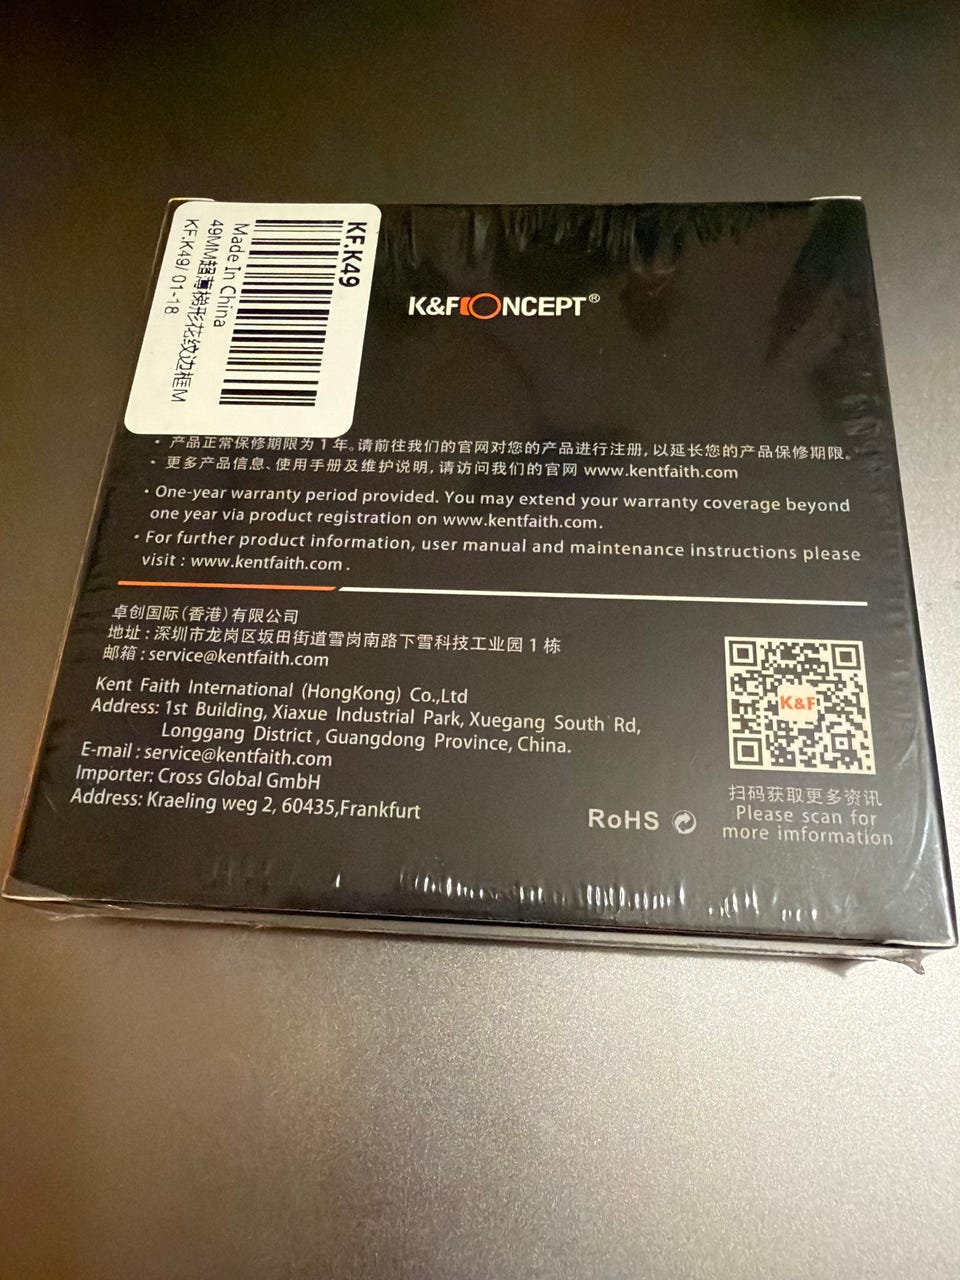 KF.K49
Made In China
49MM超薄梯形花纹边框M
KF.K49/ 01-18
K&F CONCEPT®
• 产品正常保修期限为 1 年。请前往我们的官网对您的产品进行注册, 以延长您的产品保修期限。
• 更多产品信息、使用手册及维护说明, 请访问我们的官网 www.kentfaith.com
• One-year warranty period provided. You may extend your warranty coverage beyond
one year via product registration on www.kentfaith.com.
• For further product information, user manual and maintenance instructions please
visit : www.kentfaith.com .
卓创国际(香港)有限公司
地址 : 深圳市龙岗区坂田街道雪岗南路下雪科技工业园 1 栋
邮箱 : service@kentfaith.com
Kent Faith International (HongKong) Co.,Ltd
Address: 1st Building, Xiaxue Industrial Park, Xuegang South Rd,
Longgang District , Guangdong Province, China.
E-mail : service@kentfaith.com
Importer: Cross Global GmbH
Address: Kraeling weg 2, 60435,Frankfurt
RoHS
K&F
扫码获取更多资讯
Please scan for
more imformation